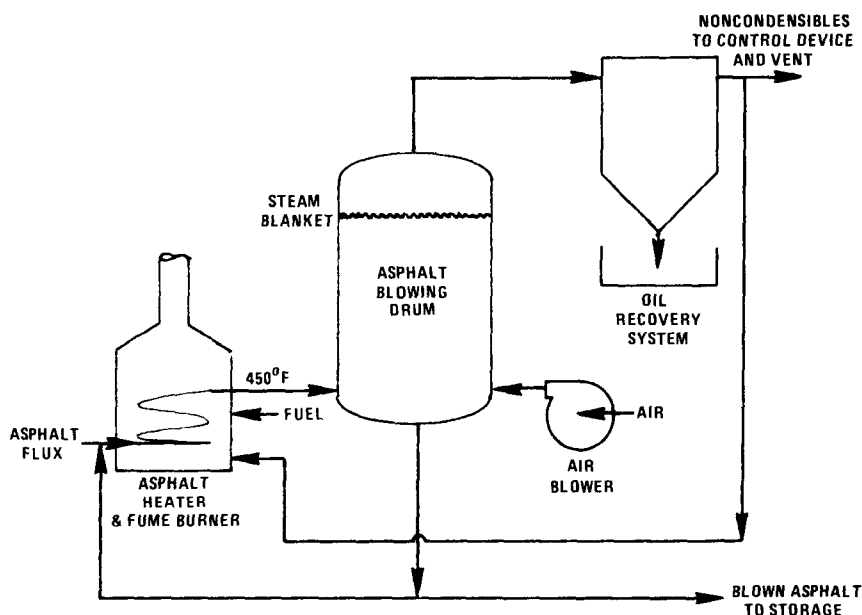 NONCONDENSIBLES
TO CONTROL DEVICE
AND VENT
STEAM
BLANKET
ASPHALT
BLOWING
DRUM
OIL
RECOVERY
SYSTEM
450°F
FUEL
AIR
ASPHALT
FLUX
AIR
BLOWER
ASPHALT
HEATER
& FUME BURNER
BLOWN ASPHALT
TO STORAGE